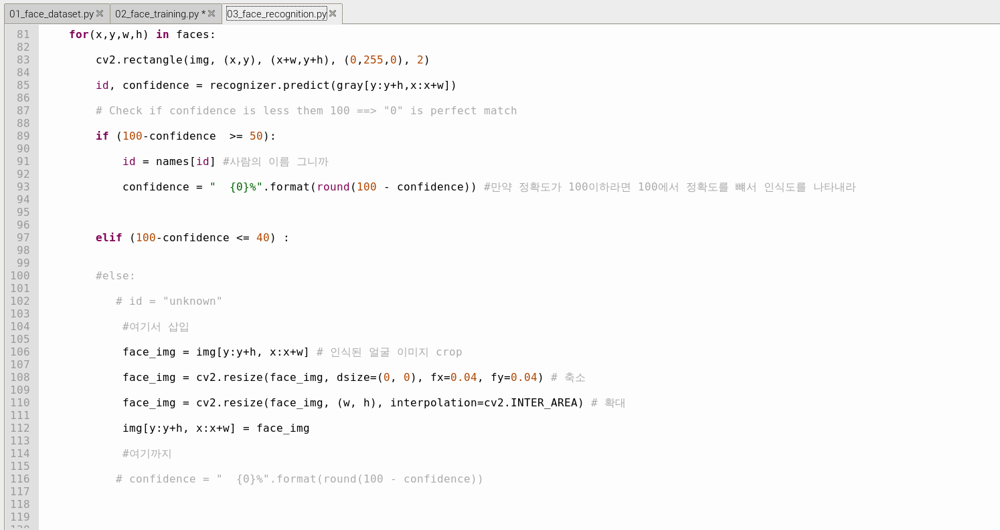 01_face_dataset.py 02_face_training.py * 03_face_recognition.py
81 for(x,y,w,h) in faces:
82
83 cv2.rectangle(img, (x,y), (x+w,y+h), (0,255,0), 2)
84
85 id, confidence = recognizer.predict(gray[y:y+h,x:x+w])
86
87 # Check if confidence is less them 100 ==> "0" is perfect match
88
89 if (100-confidence  >= 50):
90
91 id = names[id] #사람의 이름 그니까
92
93 confidence = "  {0}%".format(round(100 - confidence)) #만약 정확도가 100이하라면 100에서 정확도를 빼서 인식도를 나타내라
94
95
96
97 elif (100-confidence <= 40) :
98
99
100 #else:
101
102 # id = "unknown"
103
104 #여기서 삽입
105
106 face_img = img[y:y+h, x:x+w] # 인식된 얼굴 이미지 crop
107
108 face_img = cv2.resize(face_img, dsize=(0, 0), fx=0.04, fy=0.04) # 축소
109
110 face_img = cv2.resize(face_img, (w, h), interpolation=cv2.INTER_AREA) # 확대
111
112 img[y:y+h, x:x+w] = face_img
113
114 #여기까지
115
116 # confidence = "  {0}%".format(round(100 - confidence))
117
118
119